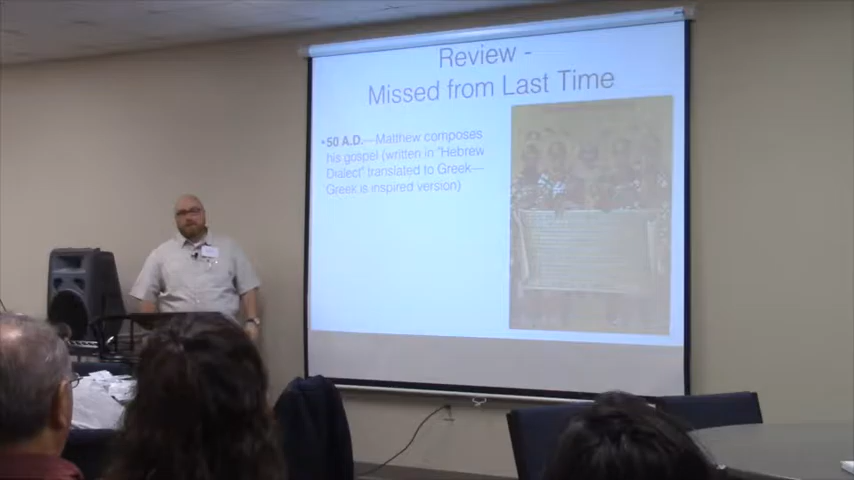 Review -
Missed from Last Time
•50 A.D.—Matthew composes
his gospel (written in "Hebrew
Dialect" translated to Greek—
Greek is inspired version)